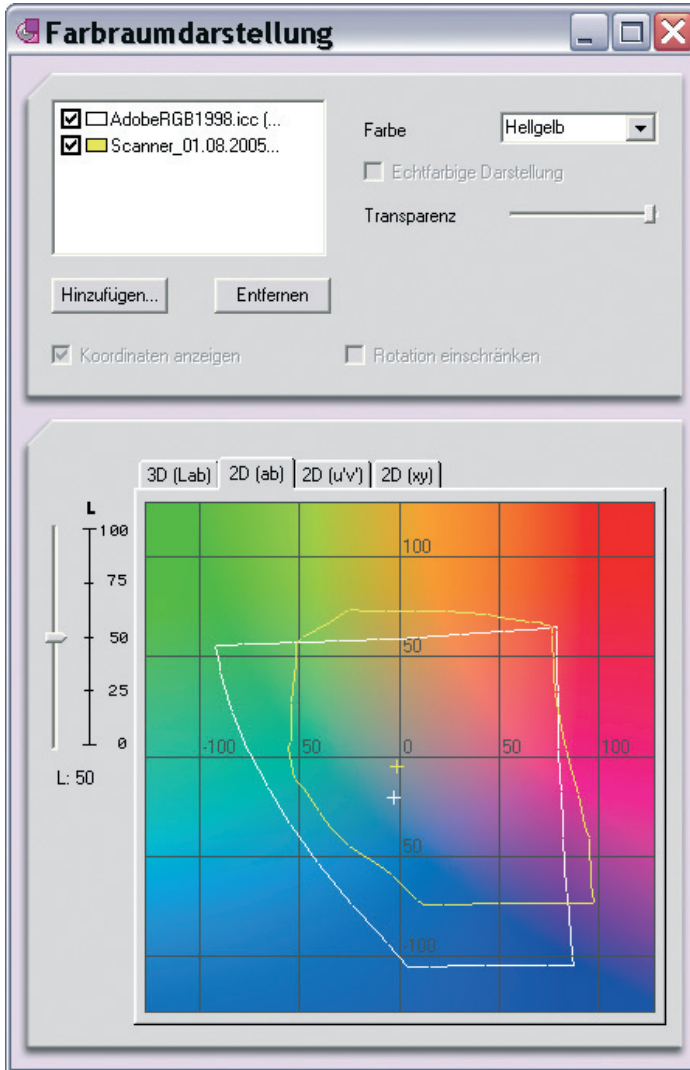 Farbraumdarstellung
AdobeRGB1998.icc (...
Scanner_01.08.2005...
Farbe
Hellgelb
Echtfarbige Darstellung
Transparenz
Hinzufügen...
Entfernen
Koordinaten anzeigen
Rotation einschränken
3D (Lab)
2D (ab)
2D (u'v')
2D (xy)
L
100
75
50
25
0
L: 50
100
50
-100
50
0
50
100
50
-100